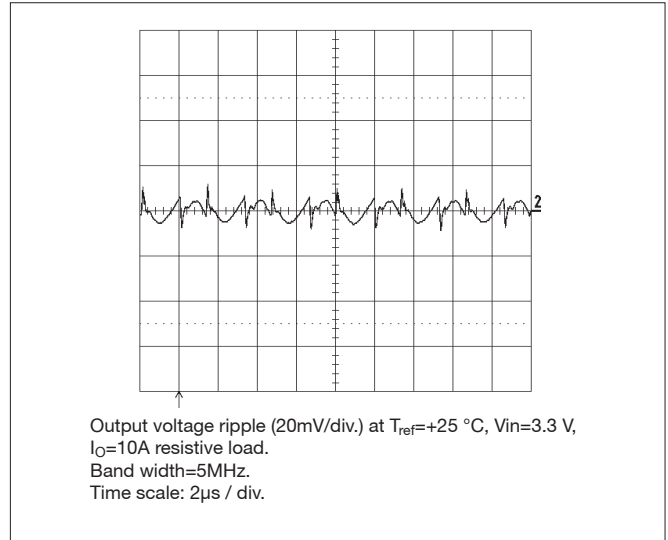 2
Output voltage ripple (20mV/div.) at Tref=+25 °C, Vin=3.3 V,
IO=10A resistive load.
Band width=5MHz.
Time scale: 2µs / div.